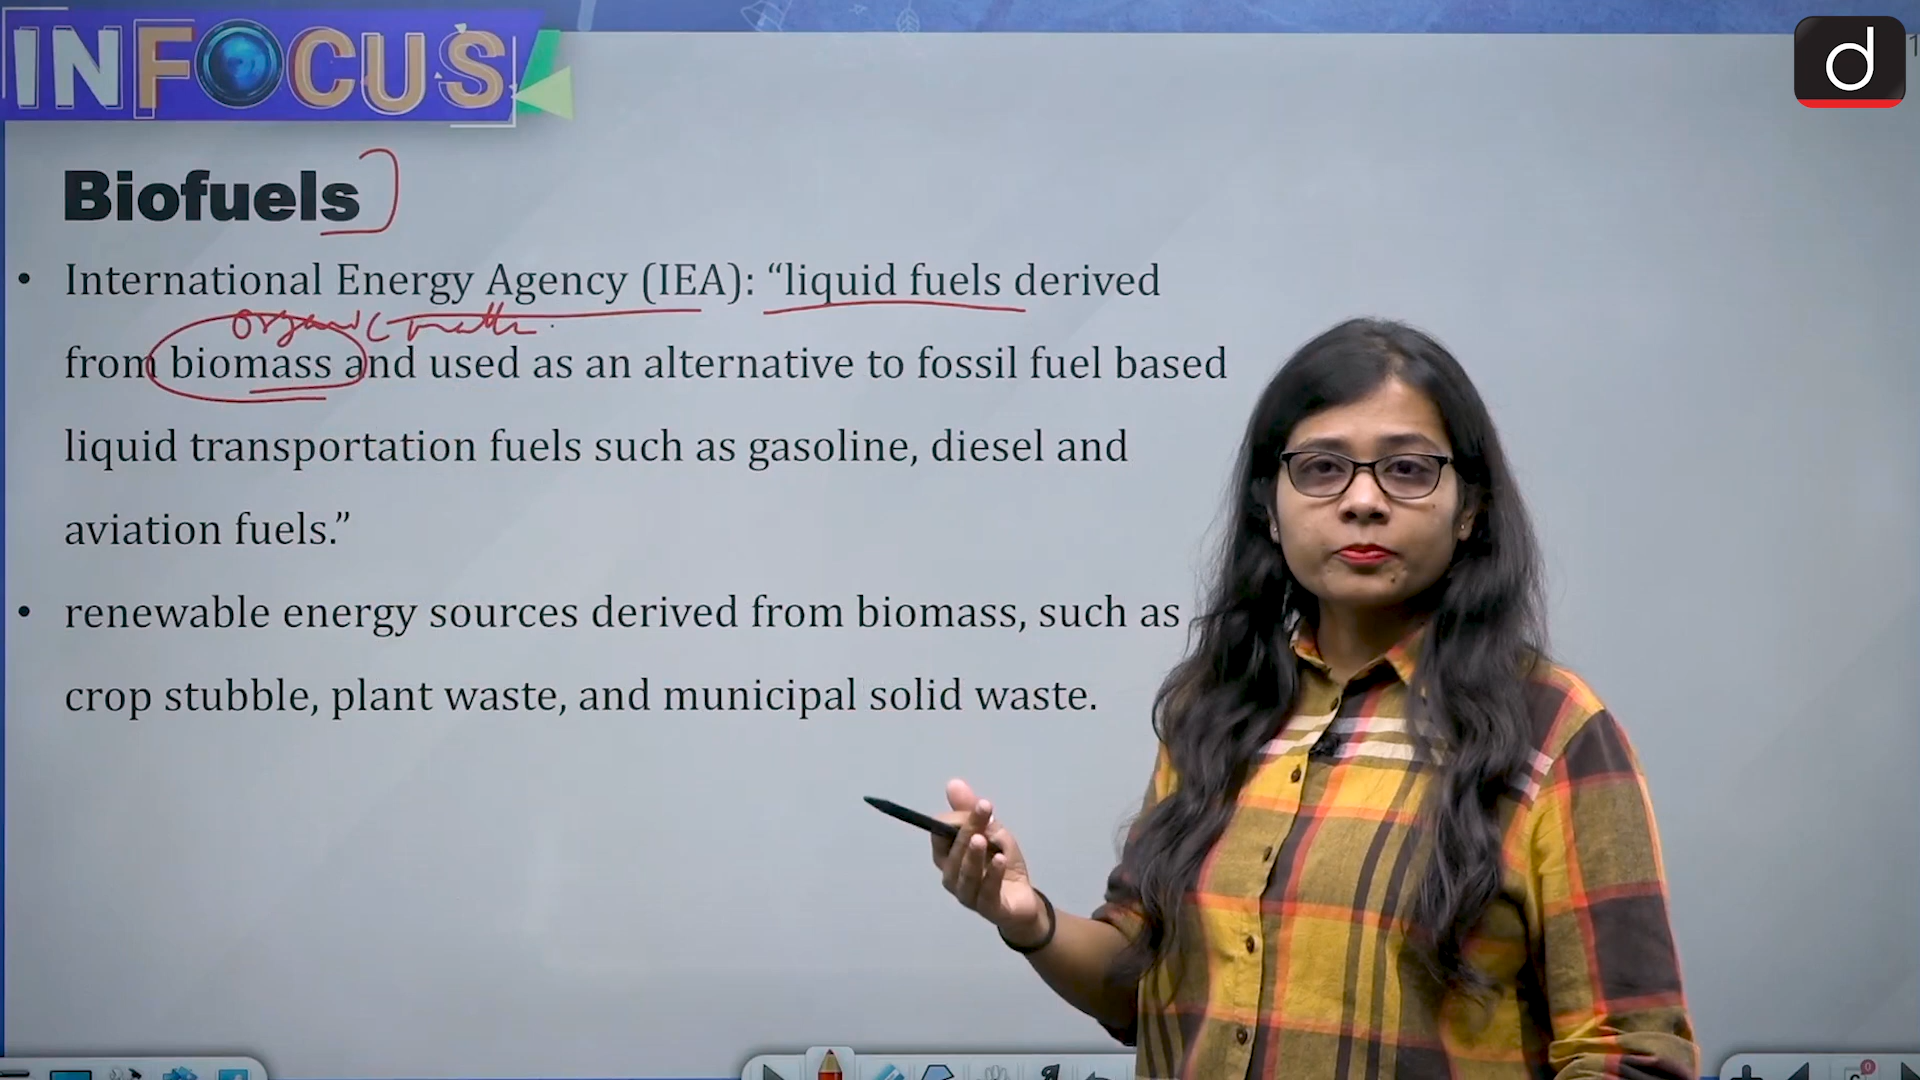 INFOCUS
d
Biofuels
• International Energy Agency (IEA): “liquid fuels derived
organic matte
from biomass and used as an alternative to fossil fuel based
liquid transportation fuels such as gasoline, diesel and
aviation fuels.”
• renewable energy sources derived from biomass, such as
crop stubble, plant waste, and municipal solid waste.